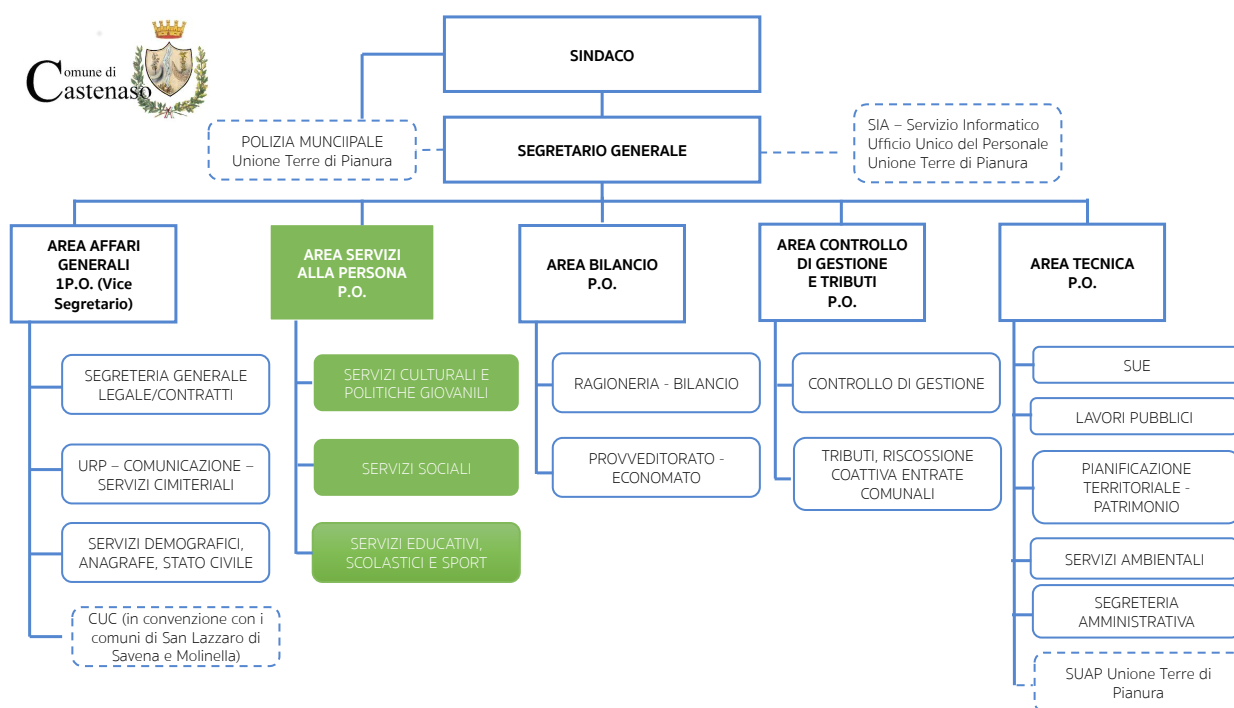 Comune di
Castenaso
SINDACO
POLIZIA MUNCIIPALE
Unione Terre di Pianura
SEGRETARIO GENERALE
SIA – Servizio Informatico
Ufficio Unico del Personale
Unione Terre di Pianura
AREA AFFARI
GENERALI
1P.O. (Vice
Segretario)
AREA SERVIZI
ALLA PERSONA
P.O.
AREA BILANCIO
P.O.
AREA CONTROLLO
DI GESTIONE
E TRIBUTI
P.O.
AREA TECNICA
P.O.
SEGRETERIA GENERALE
LEGALE/CONTRATTI
URP – COMUNICAZIONE –
SERVIZI CIMITERIALI
SERVIZI DEMOGRAFICI,
ANAGRAFE, STATO CIVILE
CUC (in convenzione con i
comuni di San Lazzaro di
Savena e Molinella)
SERVIZI CULTURALI E
POLITICHE GIOVANILI
SERVIZI SOCIALI
SERVIZI EDUCATIVI,
SCOLASTICI E SPORT
RAGIONERIA - BILANCIO
PROVVEDITORATO -
ECONOMATO
CONTROLLO DI GESTIONE
TRIBUTI, RISCOSSIONE
COATTIVA ENTRATE
COMUNALI
SUE
LAVORI PUBBLICI
PIANIFICAZIONE
TERRITORIALE -
PATRIMONIO
SERVIZI AMBIENTALI
SEGRETERIA
AMMINISTRATIVA
SUAP Unione Terre di
Pianura